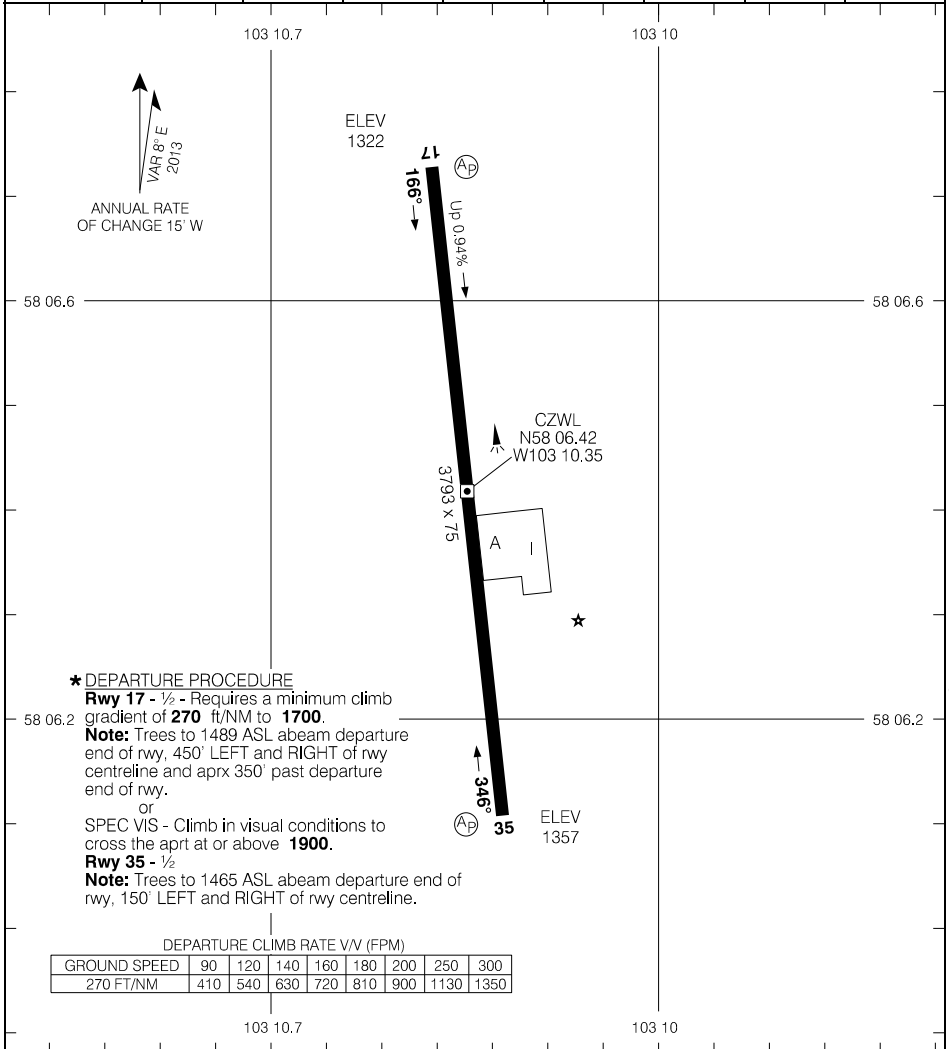 103 10.7
103 10
VAR 8° E
2013
ANNUAL RATE
OF CHANGE 15' W
ELEV
1322
17
AP
166°
Up 0.94%
58 06.6
58 06.6
CZWL
N58 06.42
W103 10.35
3793 x 75
A
I
* DEPARTURE PROCEDURE
Rwy 17 - ½ - Requires a minimum climb
gradient of 270 ft/NM to 1700.
58 06.2
58 06.2
Note: Trees to 1489 ASL abeam departure
end of rwy, 450' LEFT and RIGHT of rwy
centreline and aprx 350' past departure
end of rwy.
or
SPEC VIS - Climb in visual conditions to
cross the aprt at or above 1900.
Rwy 35 - ½
Note: Trees to 1465 ASL abeam departure end of
rwy, 150' LEFT and RIGHT of rwy centreline.
346°
AP
35
ELEV
1357
DEPARTURE CLIMB RATE V/V (FPM)
GROUND SPEED 90 120 140 160 180 200 250 300
270 FT/NM 410 540 630 720 810 900 1130 1350
103 10.7
103 10